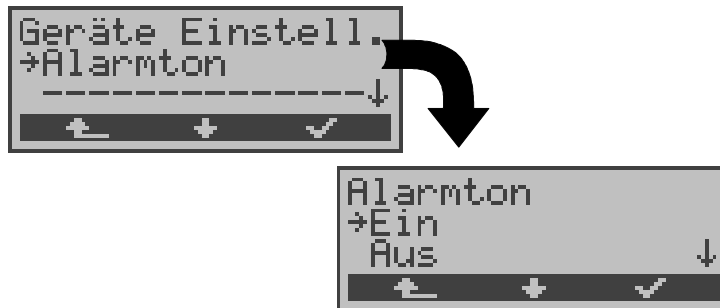 Geräte Einstell.
→Alarmton
---------------↓
Alarmton
→Ein
Aus ↓